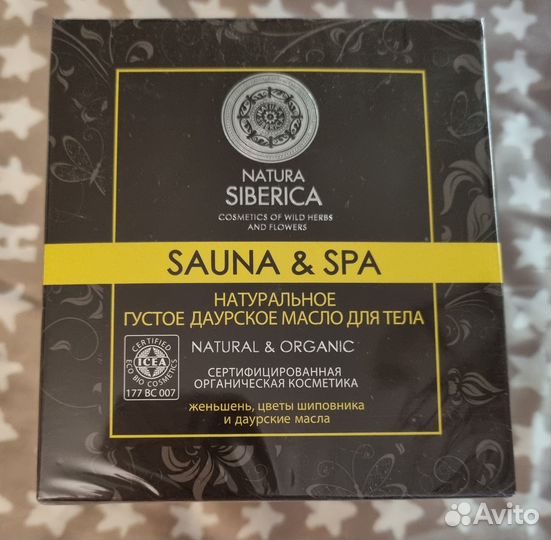 NATURA
SIBERICA
COSMETICS OF WILD HERBS
AND FLOWERS
SAUNA & SPA
НАТУРАЛЬНОЕ
ГУСТОЕ ДАУРСКОЕ МАСЛО ДЛЯ ТЕЛА
NATURAL & ORGANIC
CERTIFIED
ICEA
ECO BIO COSMETICS
177 BC 007
СЕРТИФИЦИРОВАННАЯ
ОРГАНИЧЕСКАЯ КОСМЕТИКА
женьшень, цветы шиповника
и даурские масла
Avito